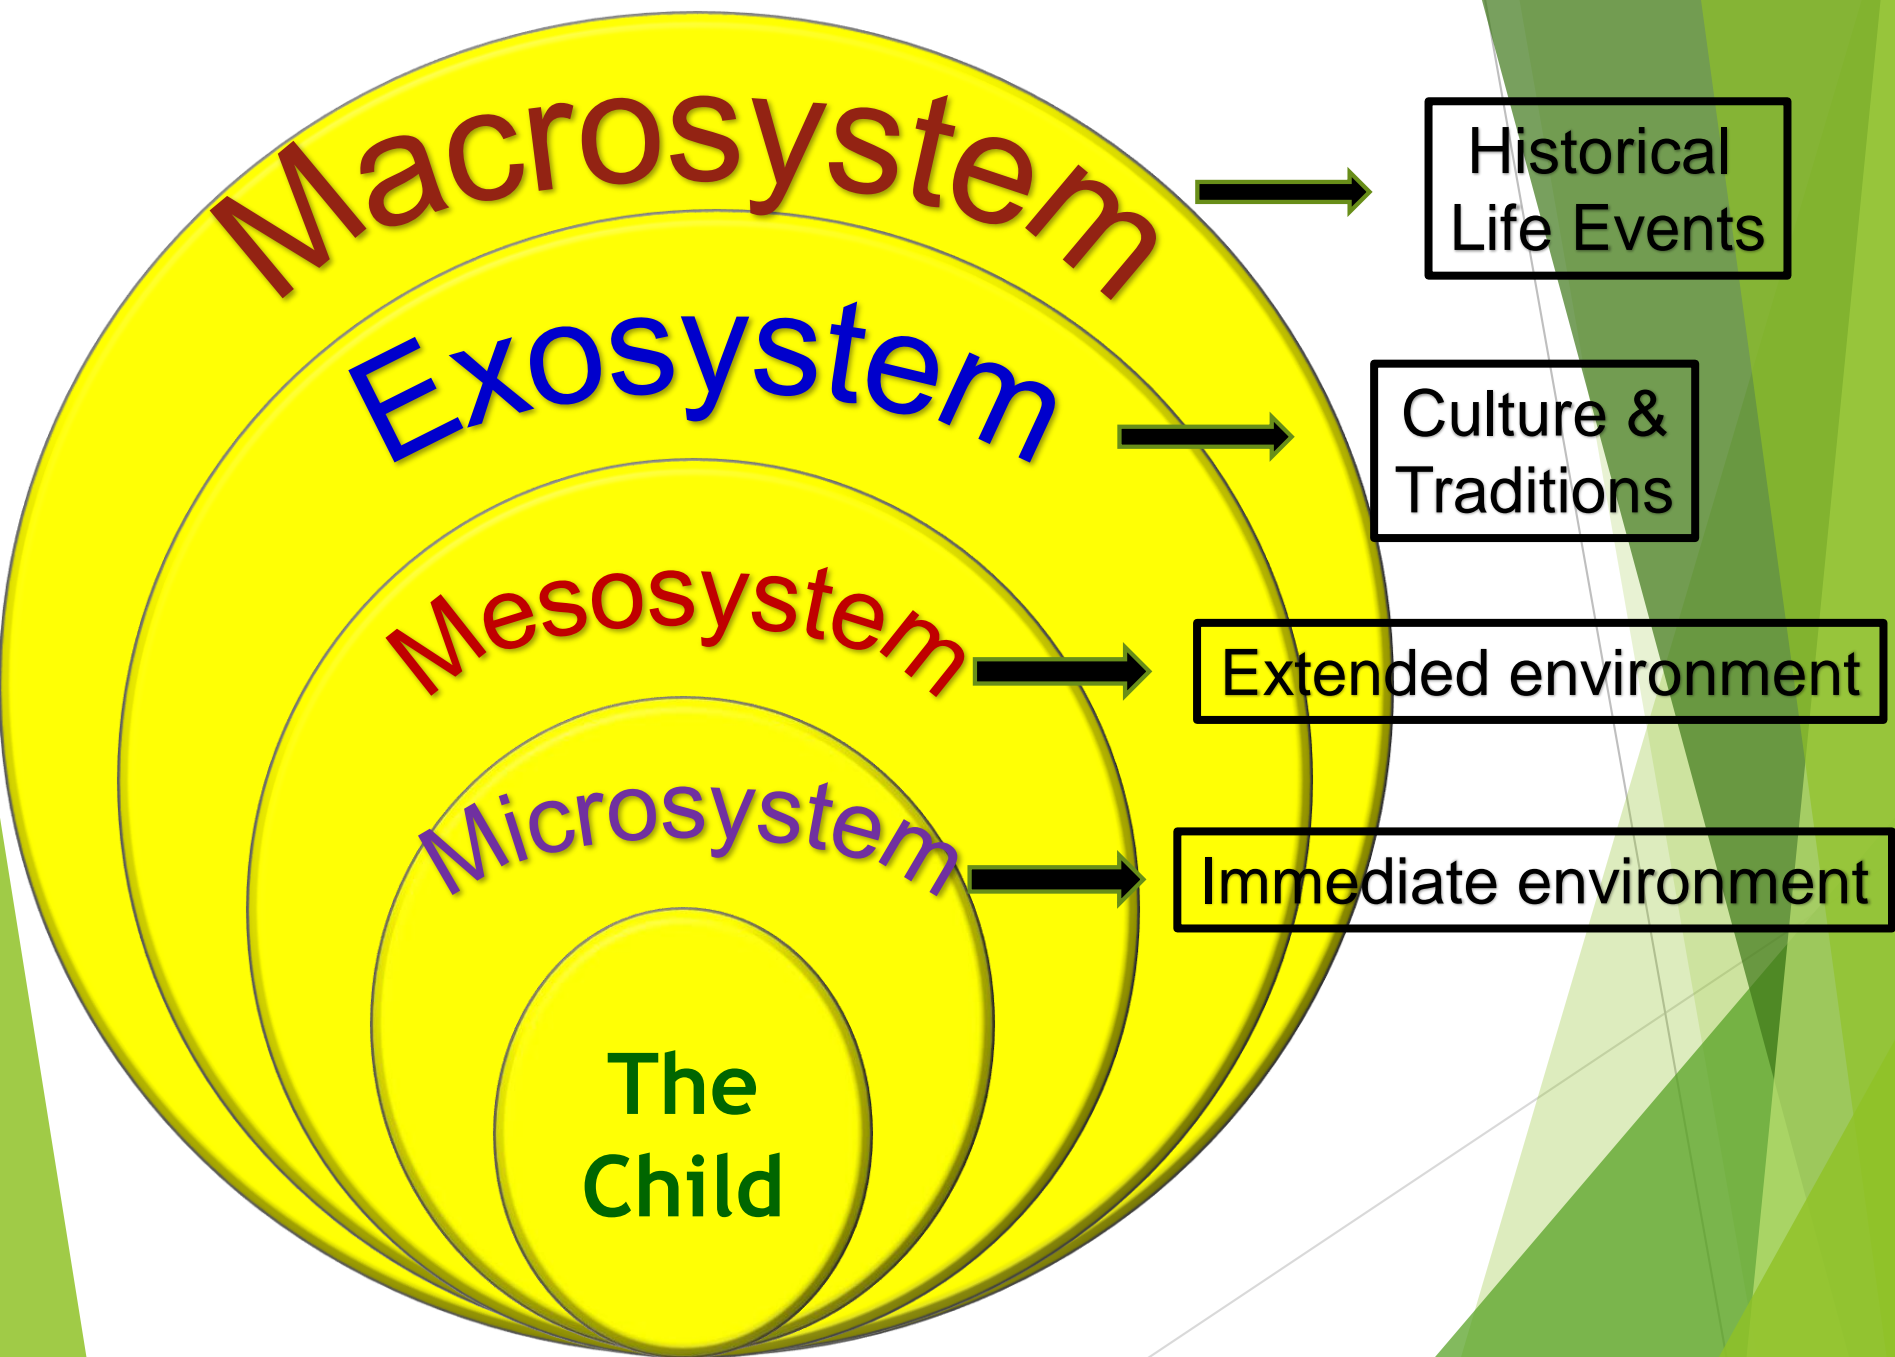 Macrosystem
Historical
Life Events
Exosystem
Culture &
Traditions
Mesosystem
Extended environment
Microsystem
Immediate environment
The
Child